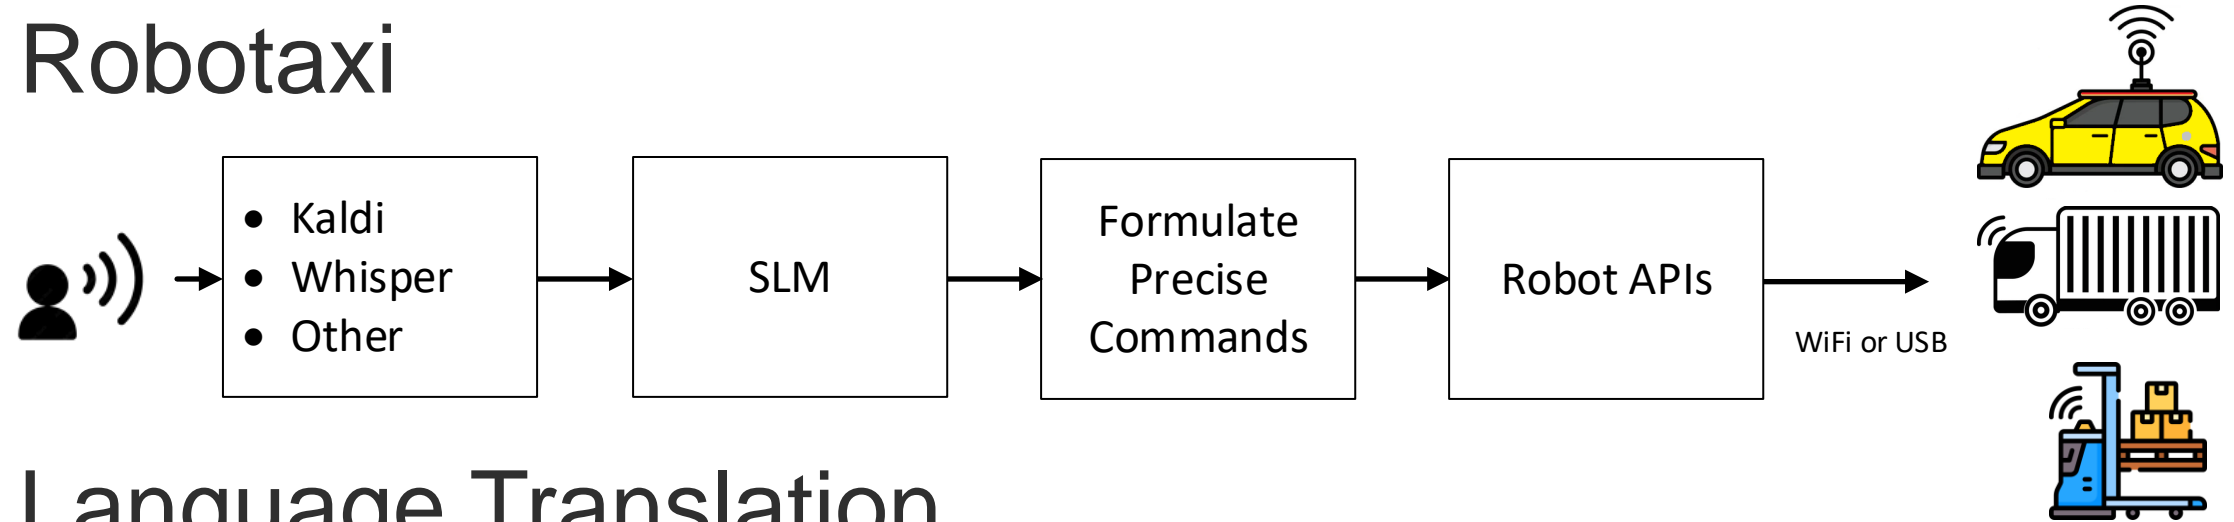 Robotaxi
• Kaldi
• Whisper
• Other
SLM
Formulate
Precise
Commands
Robot APIs
WiFi or USB
Language Translation